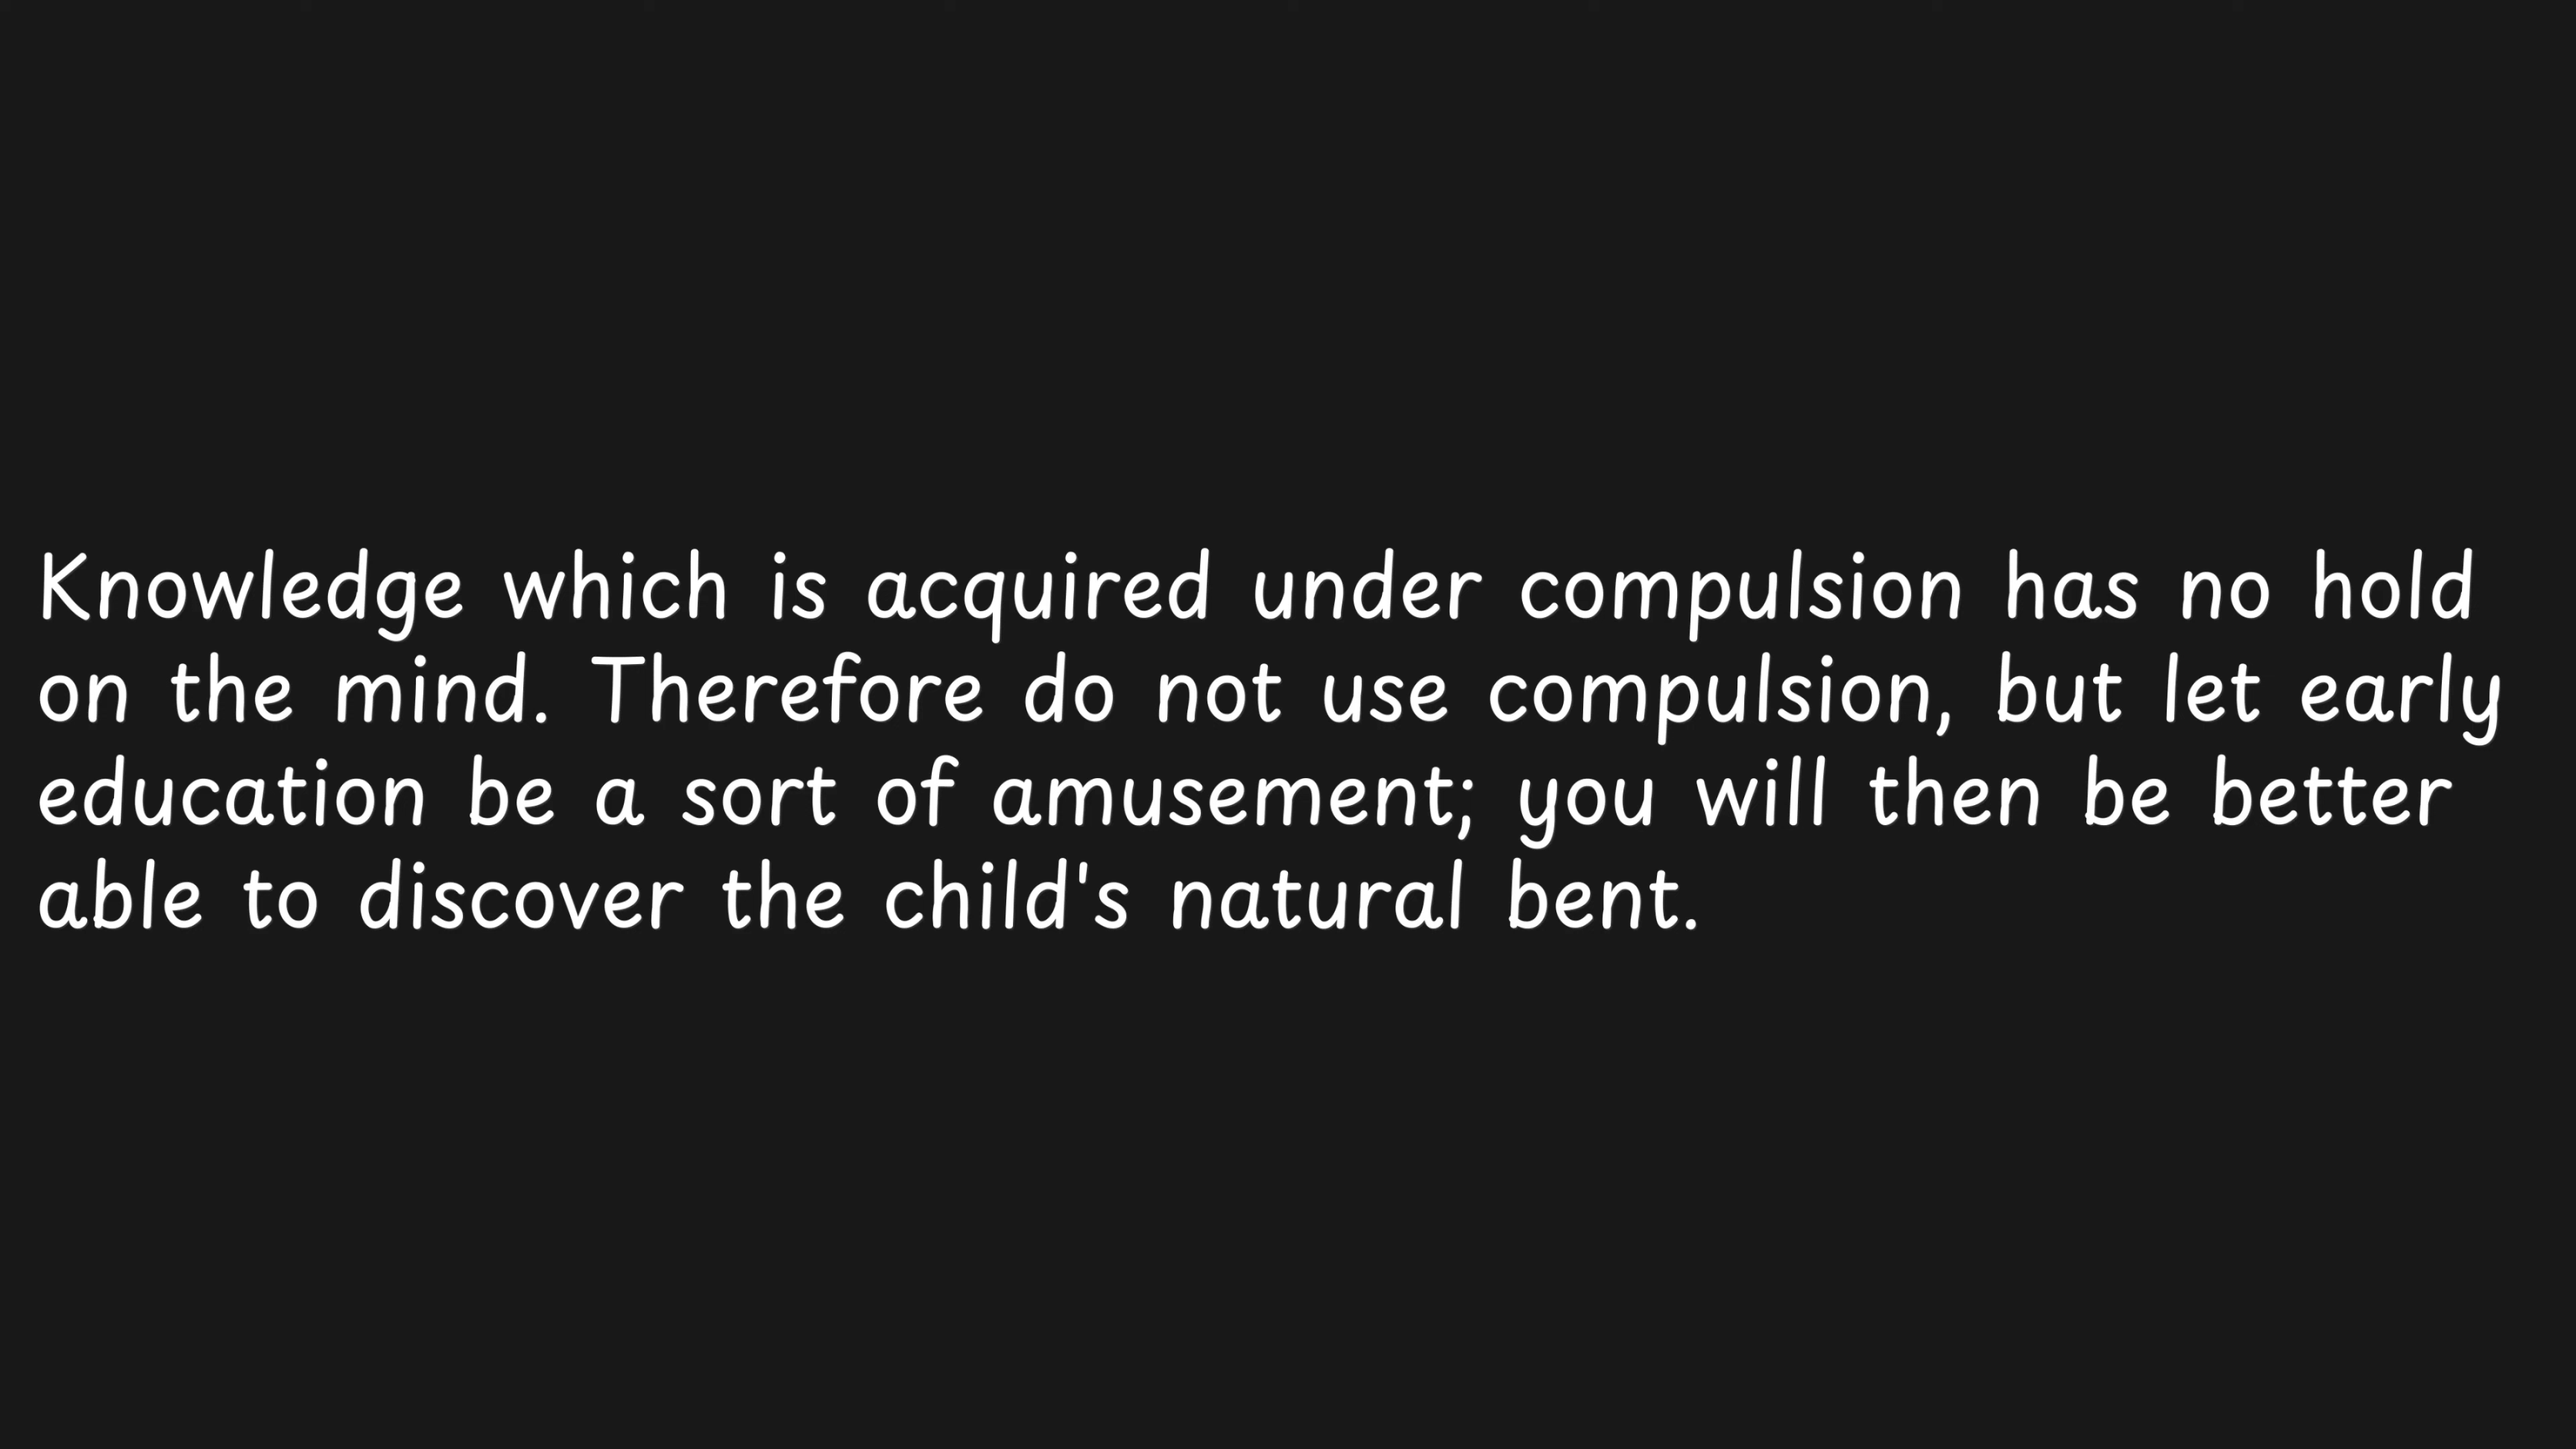 Knowledge which is acquired under compulsion has no hold
on the mind. Therefore do not use compulsion, but let early
education be a sort of amusement; you will then be better
able to discover the child's natural bent.